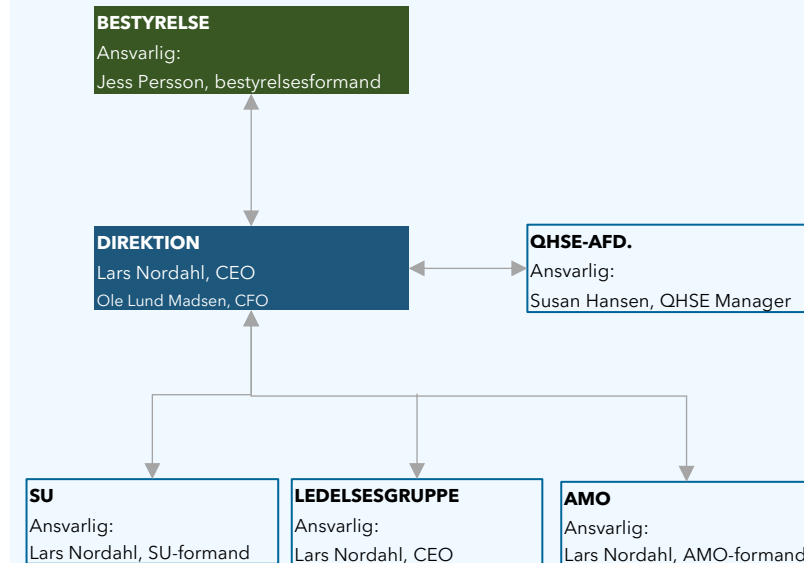 BESTYRELSE
Ansvarlig:
Jess Persson, bestyrelsesformand
DIREKTION
Lars Nordahl, CEO
Ole Lund Madsen, CFO
QHSE-AFD.
Ansvarlig:
Susan Hansen, QHSE Manager
SU
Ansvarlig:
Lars Nordahl, SU-formand
LEDELSESGRUPPE
Ansvarlig:
Lars Nordahl, CEO
AMO
Ansvarlig:
Lars Nordahl, AMO-formand